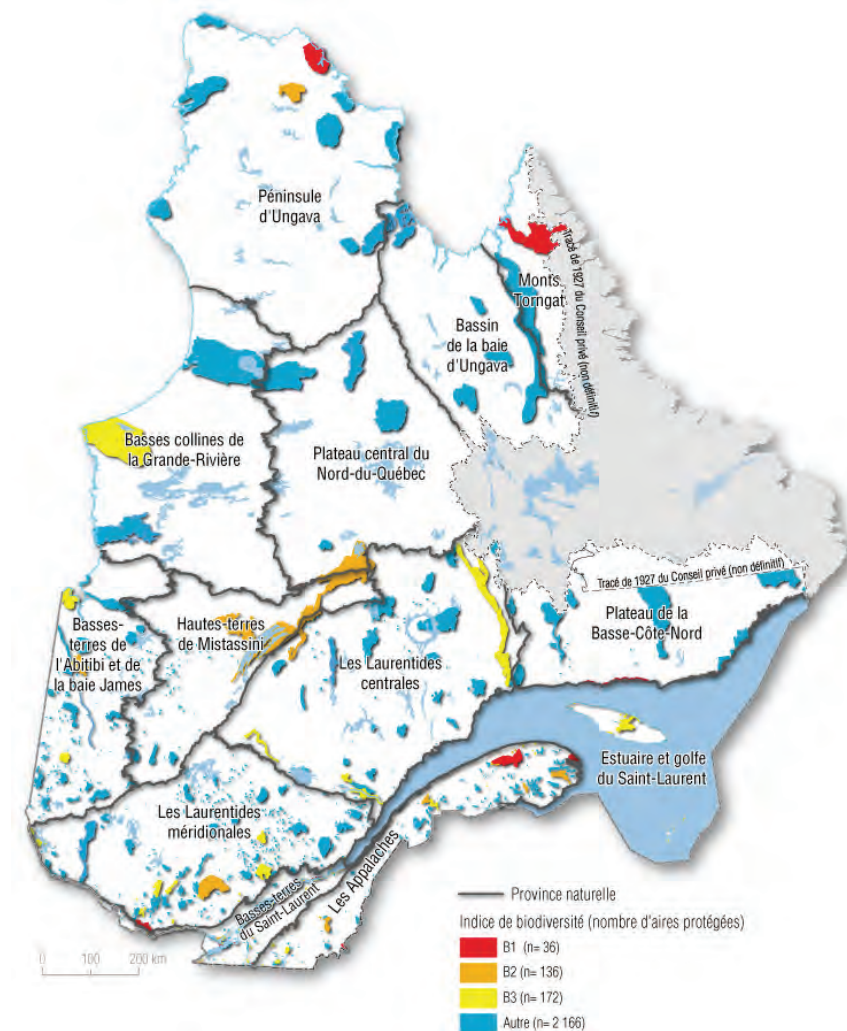 Péninsule
d'Ungava
Monts
Torngat
Tracé de 1927 du Conseil privé (non définitif)
Bassin
de la baie
d'Ungava
Basses collines de
la Grande-Rivière
Plateau central du
Nord-du-Québec
Tracé de 1927 du Conseil privé (non définitif)
Plateau de la
Basse-Côte-Nord
Basses-
terres de
l'Abitibi et de
la baie James
Hautes-terres
de Mistassini
Les Laurentides
centrales
Estuaire et golfe
du Saint-Laurent
Les Laurentides
méridionales
Basses-terres
du Saint-Laurent
Les Appalaches
Province naturelle
Indice de biodiversité (nombre d'aires protégées)
B1 (n= 36)
B2 (n= 136)
B3 (n= 172)
Autre (n= 2 166)
0 100 200 km